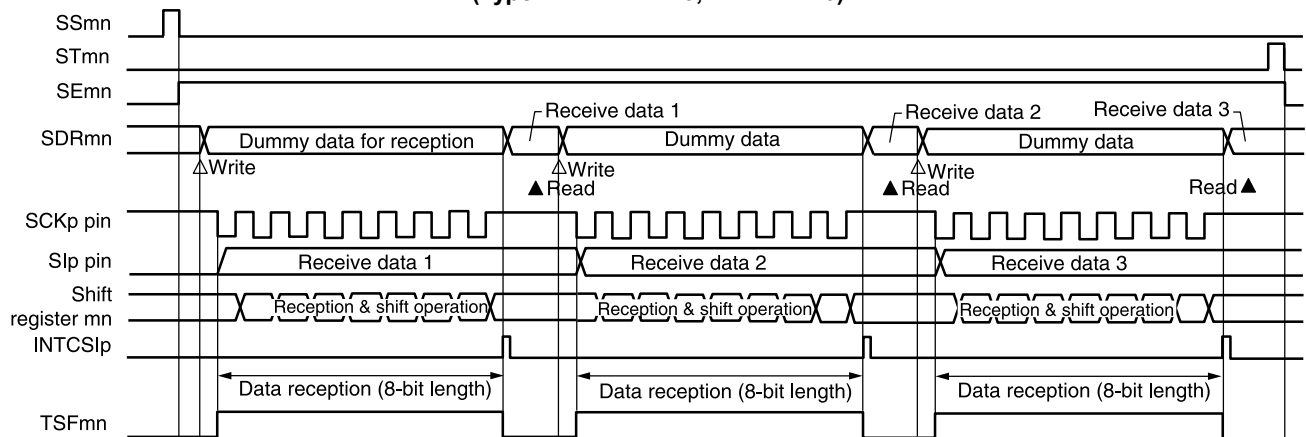 SSmn
STmn
SEmn
Receive data 1
Receive data 2
Receive data 3
SDRmn
Dummy data for reception
Dummy data
Dummy data
Write
Write
Write
Read
Read
Read
SCKp pin
SIp pin
Receive data 1
Receive data 2
Receive data 3
Shift
register mn
Reception & shift operation
Reception & shift operation
Reception & shift operation
INTCSIp
Data reception (8-bit length)
Data reception (8-bit length)
Data reception (8-bit length)
TSFmn